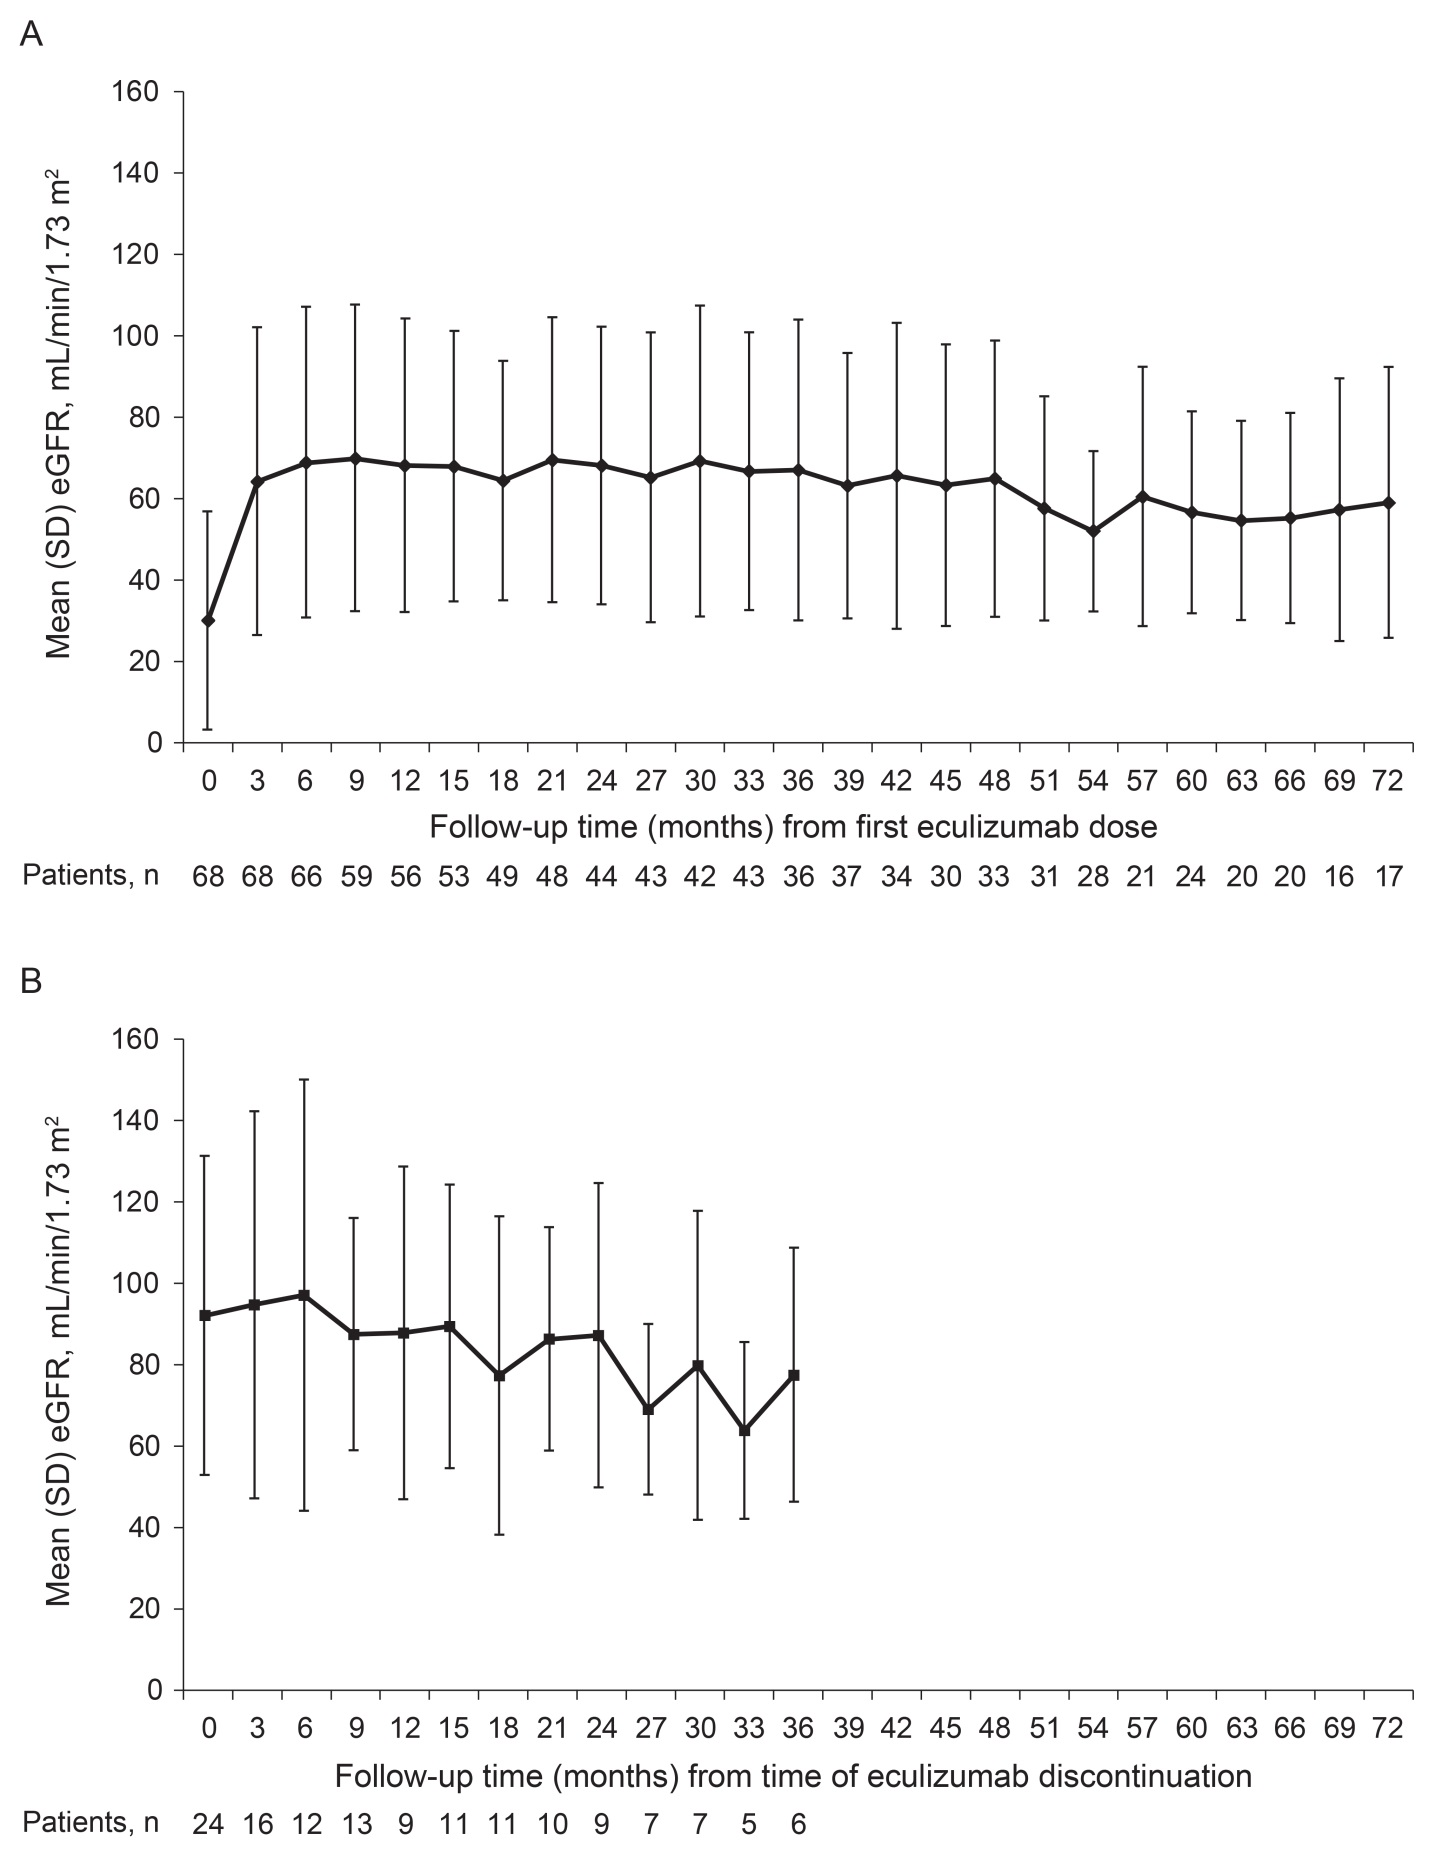 A
Mean (SD) eGFR, mL/min/1.73 m²
160
140
120
100
80
60
40
20
0
0 3 6 9 12 15 18 21 24 27 30 33 36 39 42 45 48 51 54 57 60 63 66 69 72
Follow-up time (months) from first eculizumab dose
Patients, n 68 68 66 59 56 53 49 48 44 43 42 43 36 37 34 30 33 31 28 21 24 20 20 16 17
B
Mean (SD) eGFR, mL/min/1.73 m²
160
140
120
100
80
60
40
20
0
0 3 6 9 12 15 18 21 24 27 30 33 36 39 42 45 48 51 54 57 60 63 66 69 72
Follow-up time (months) from time of eculizumab discontinuation
Patients, n 24 16 12 13 9 11 11 10 9 7 7 5 6